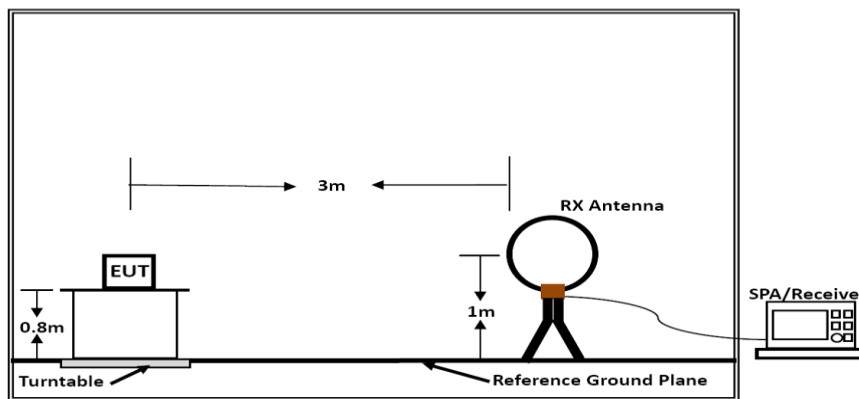 3m
RX Antenna
EUT
SPA/Receive
0.8m
1m
Turntable
Reference Ground Plane